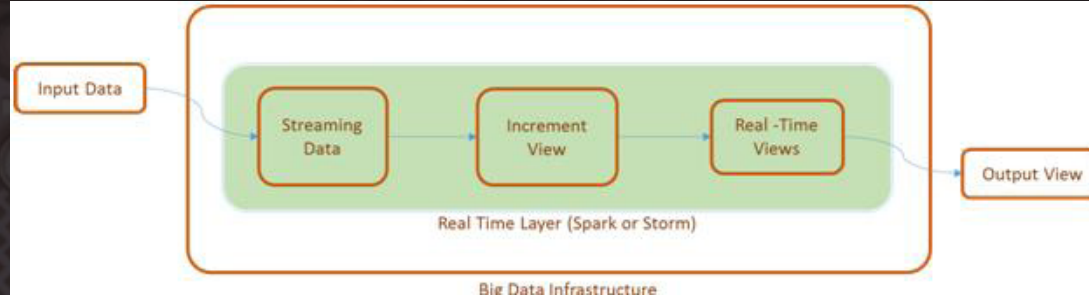 Input Data
Streaming
Data
Increment
View
Real -Time
Views
Output View
Real Time Layer (Spark or Storm)
Big Data Infrastructure